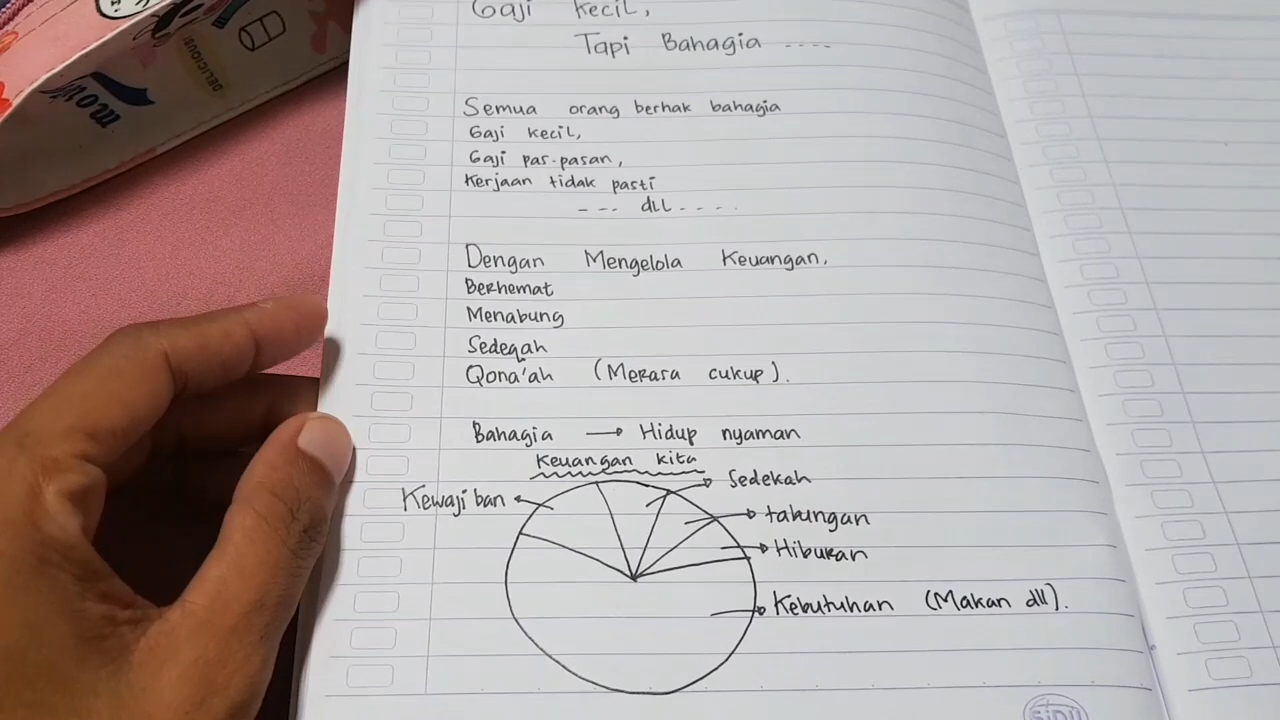 Gaji kecil,
Tapi Bahagia ....
Semua orang berhak bahagia
Gaji kecil,
Gaji pas-pasan,
Kerjaan tidak pasti
--- dll ....
Dengan Mengelola Keuangan,
Berhemat
Menabung
Sedeqah
Qona'ah (Merasa cukup).
Bahagia → Hidup nyaman
Keuangan kita
Kewajiban
Sedekah
tabungan
Hiburan
Kebutuhan (Makan dll).
DELICIOUS!
SiDU